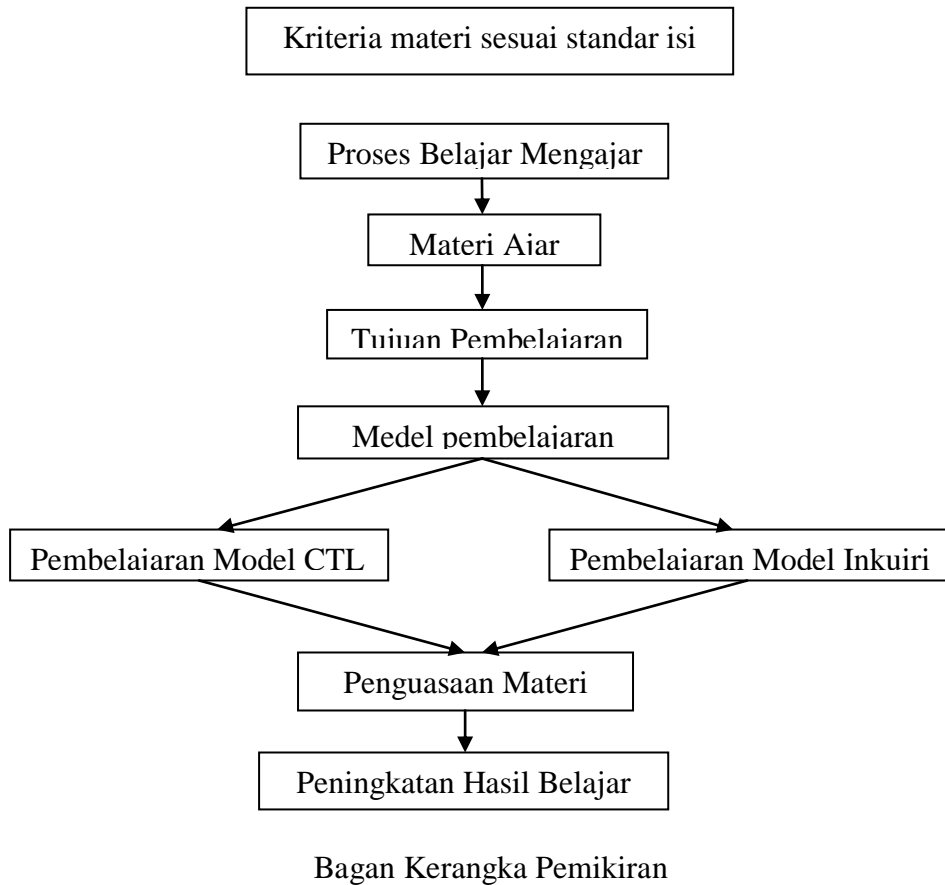 Kriteria materi sesuai standar isi
Proses Belajar Mengajar
Materi Ajar
Tujuan Pembelajaran
Medel pembelajaran
Pembelajaran Model CTL
Pembelajaran Model Inkuiri
Penguasaan Materi
Peningkatan Hasil Belajar
Bagan Kerangka Pemikiran